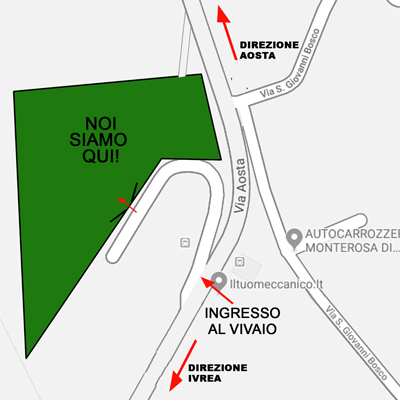 DIREZIONE
AOSTA
Via S. Giovanni Bosco
NOI
SIAMO
QUI!
Via Aosta
AUTOCARROZZER
MONTEROSA DI...
Iltuomeccanico.It
INGRESSO
AL VIVAIO
Via S. Giovanni Bosco
DIREZIONE
IVREA